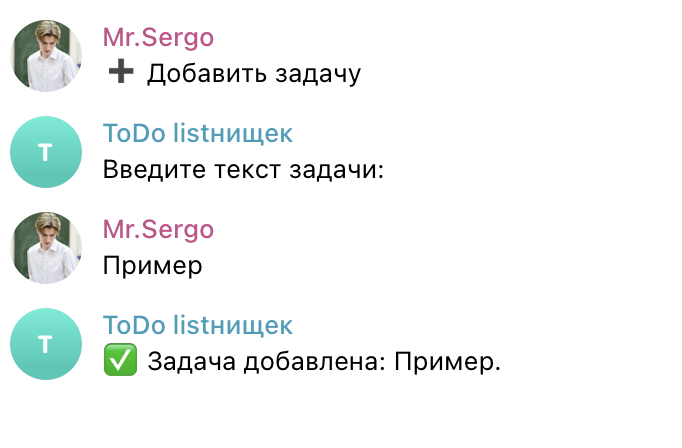 Mr.Sergo
➕ Добавить задачу
T
ToDo listнищек
Введите текст задачи:
Mr.Sergo
Пример
T
ToDo listнищек
✅ Задача добавлена: Пример.